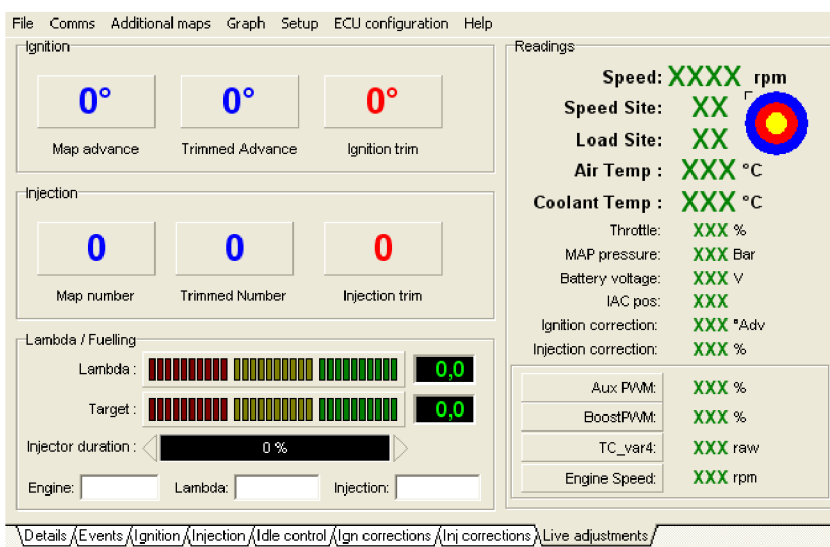 File Comms Additional maps Graph Setup ECU configuration Help
Ignition
0° 0° 0°
Map advance Trimmed Advance Ignition trim
Injection
0 0 0
Map number Trimmed Number Injection trim
Lambda / Fuelling
Lambda : 0,0
Target : 0,0
Injector duration : 0 %
Engine: Lambda: Injection:
Readings
Speed: XXXX rpm
Speed Site: XX
Load Site: XX
Air Temp : XXX °C
Coolant Temp : XXX °C
Throttle: XXX %
MAP pressure: XXX Bar
Battery voltage: XXX V
IAC pos: XXX
Ignition correction: XXX °Adv
Injection correction: XXX %
Aux PWM: XXX %
BoostPWM: XXX %
TC_var4: XXX raw
Engine Speed: XXX rpm
Details Events Ignition Injection Idle control Ign corrections Inj corrections Live adjustments